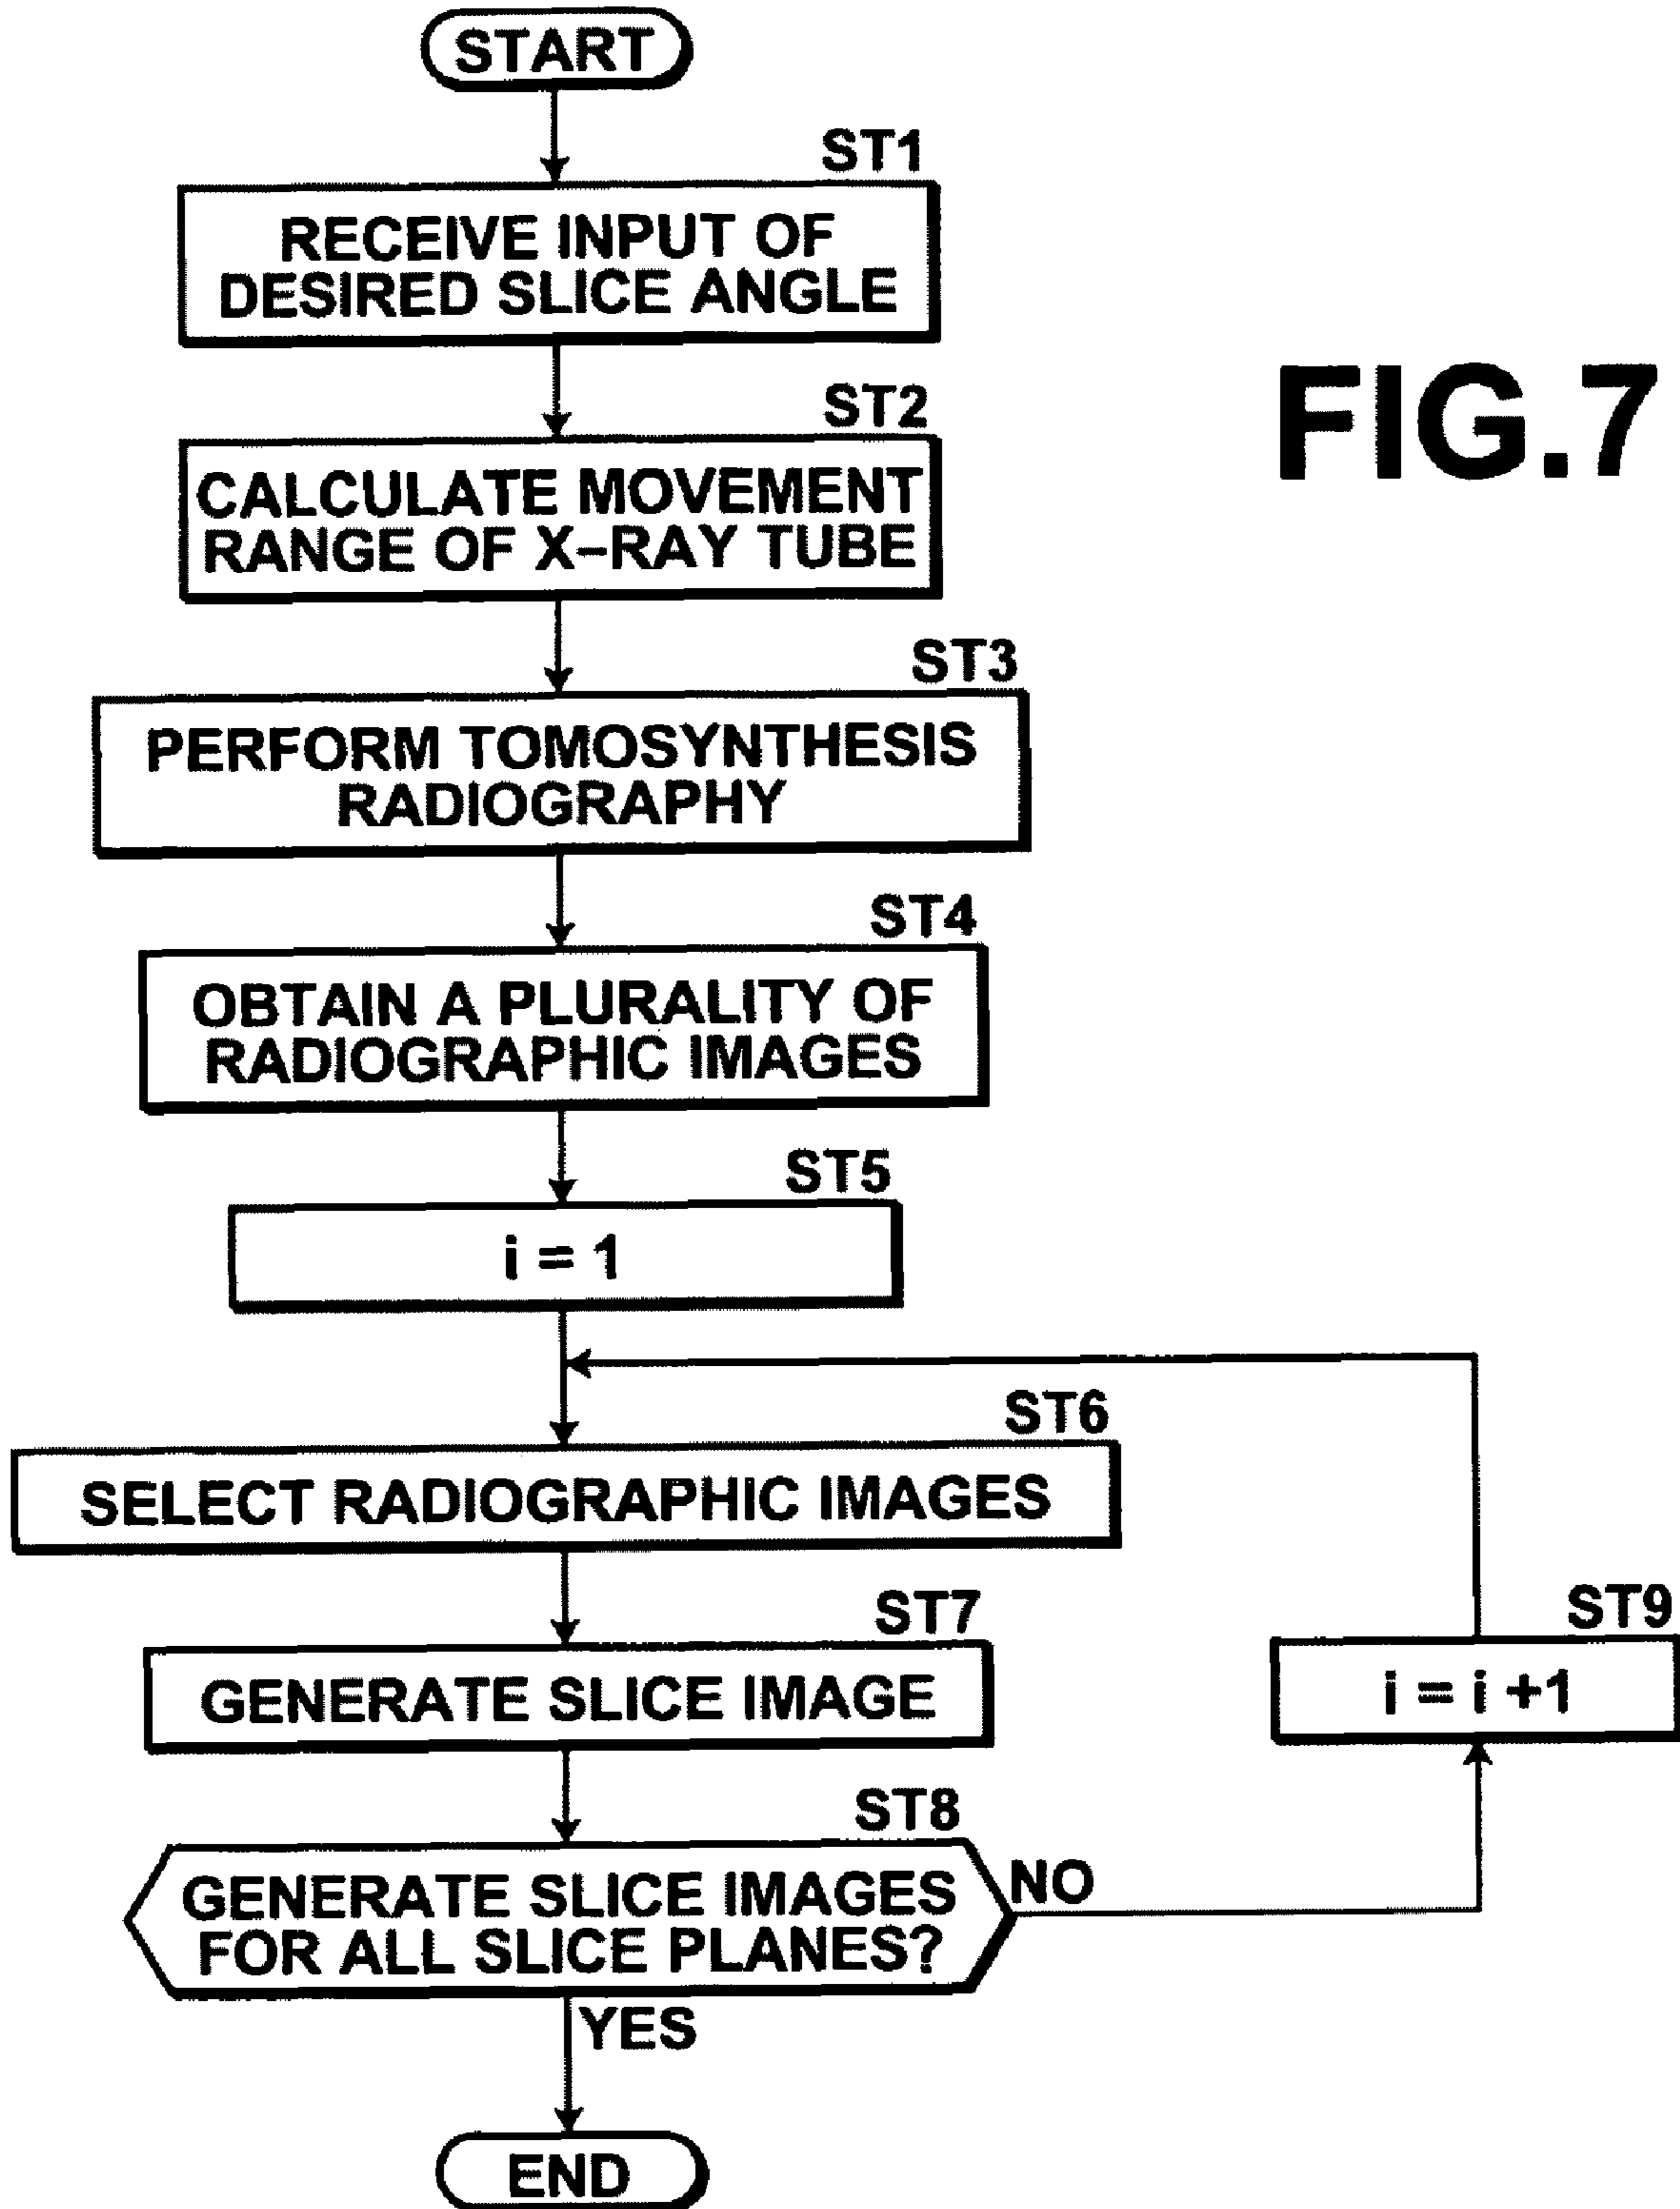 START
ST1
RECEIVE INPUT OF
DESIRED SLICE ANGLE
FIG.7
ST2
CALCULATE MOVEMENT
RANGE OF X-RAY TUBE
ST3
PERFORM TOMOSYNTHESIS
RADIOGRAPHY
ST4
OBTAIN A PLURALITY OF
RADIOGRAPHIC IMAGES
ST5
i = 1
ST6
SELECT RADIOGRAPHIC IMAGES
ST7
GENERATE SLICE IMAGE
ST9
i = i +1
ST8
GENERATE SLICE IMAGES
FOR ALL SLICE PLANES?
NO
YES
END